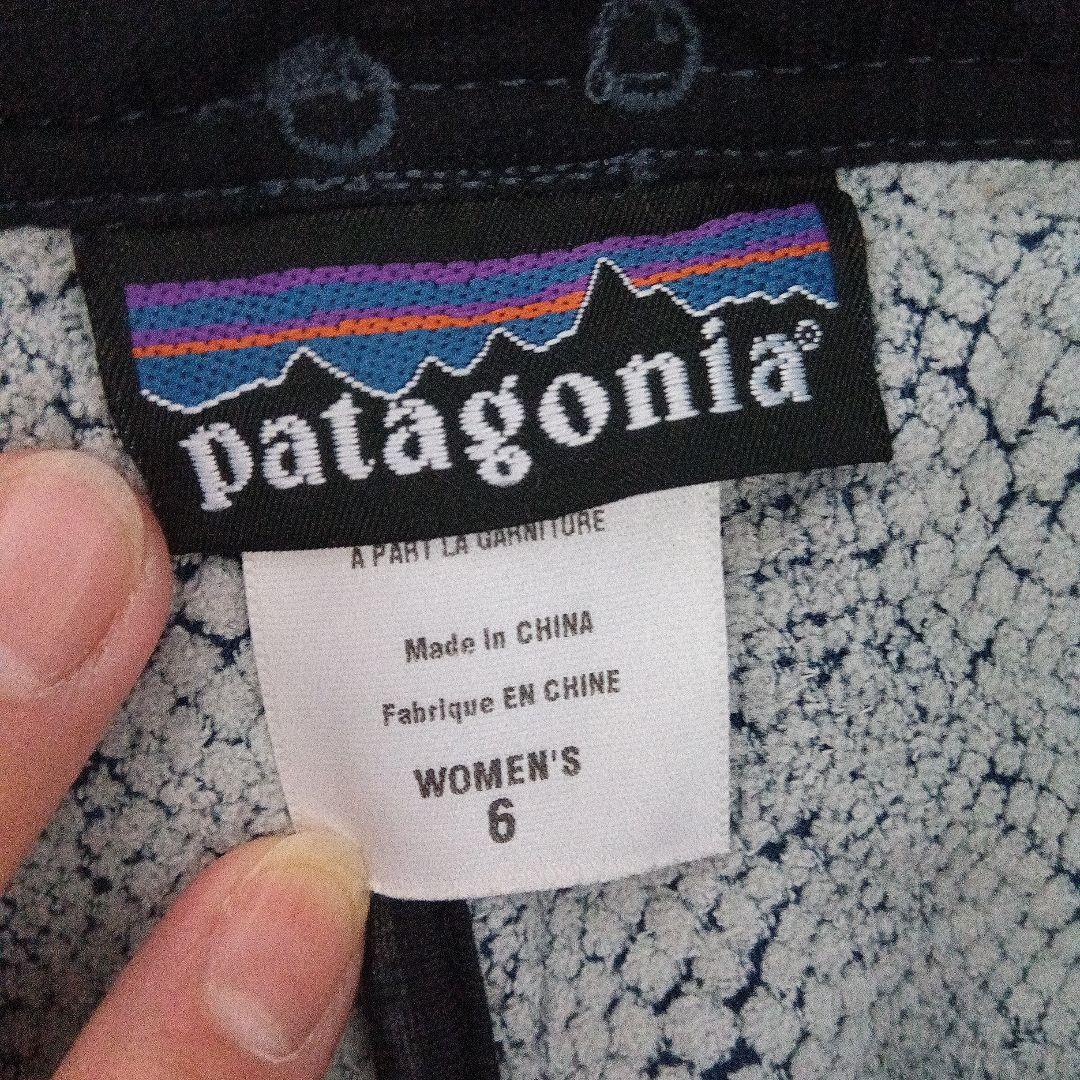 patagonia®
A PART LA GARNITURE
Made In CHINA
Fabrique EN CHINE
WOMEN'S
6